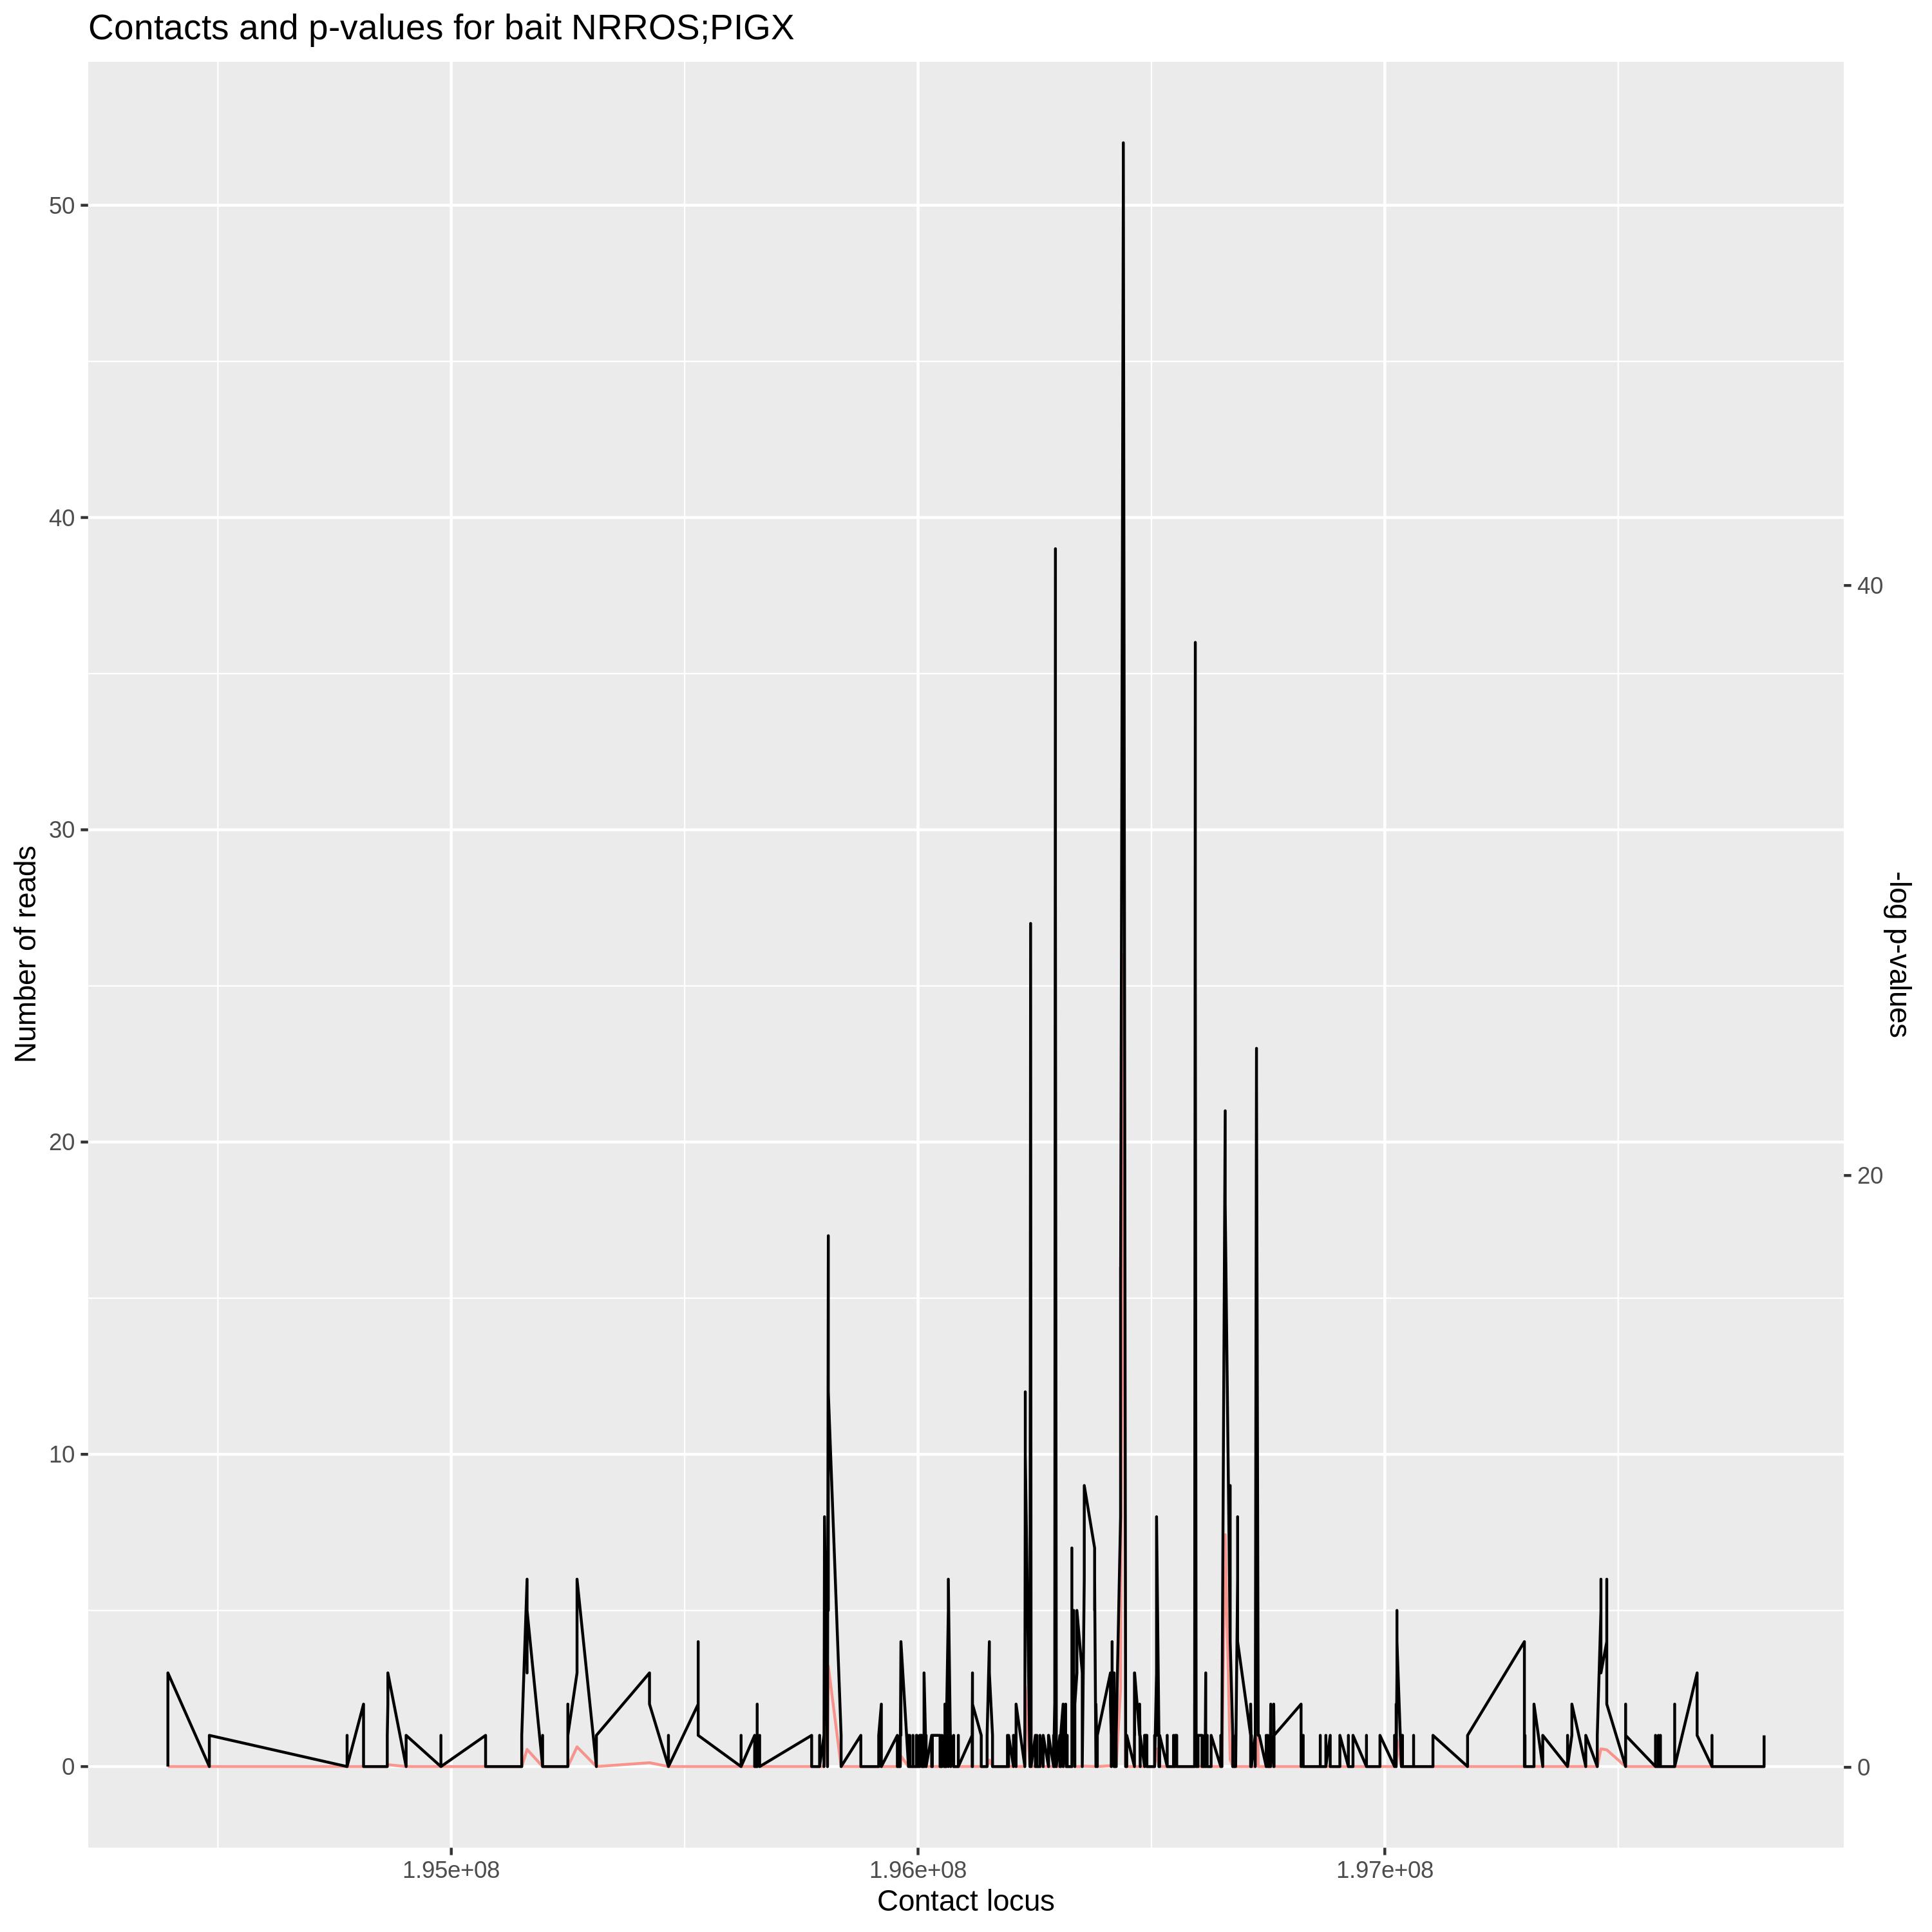 Contacts and p-values for bait NRROS;PIGX
50
40
30
20
10
0
Number of reads
40
20
0
-log p-values
1.95e+08
1.96e+08
1.97e+08
Contact locus